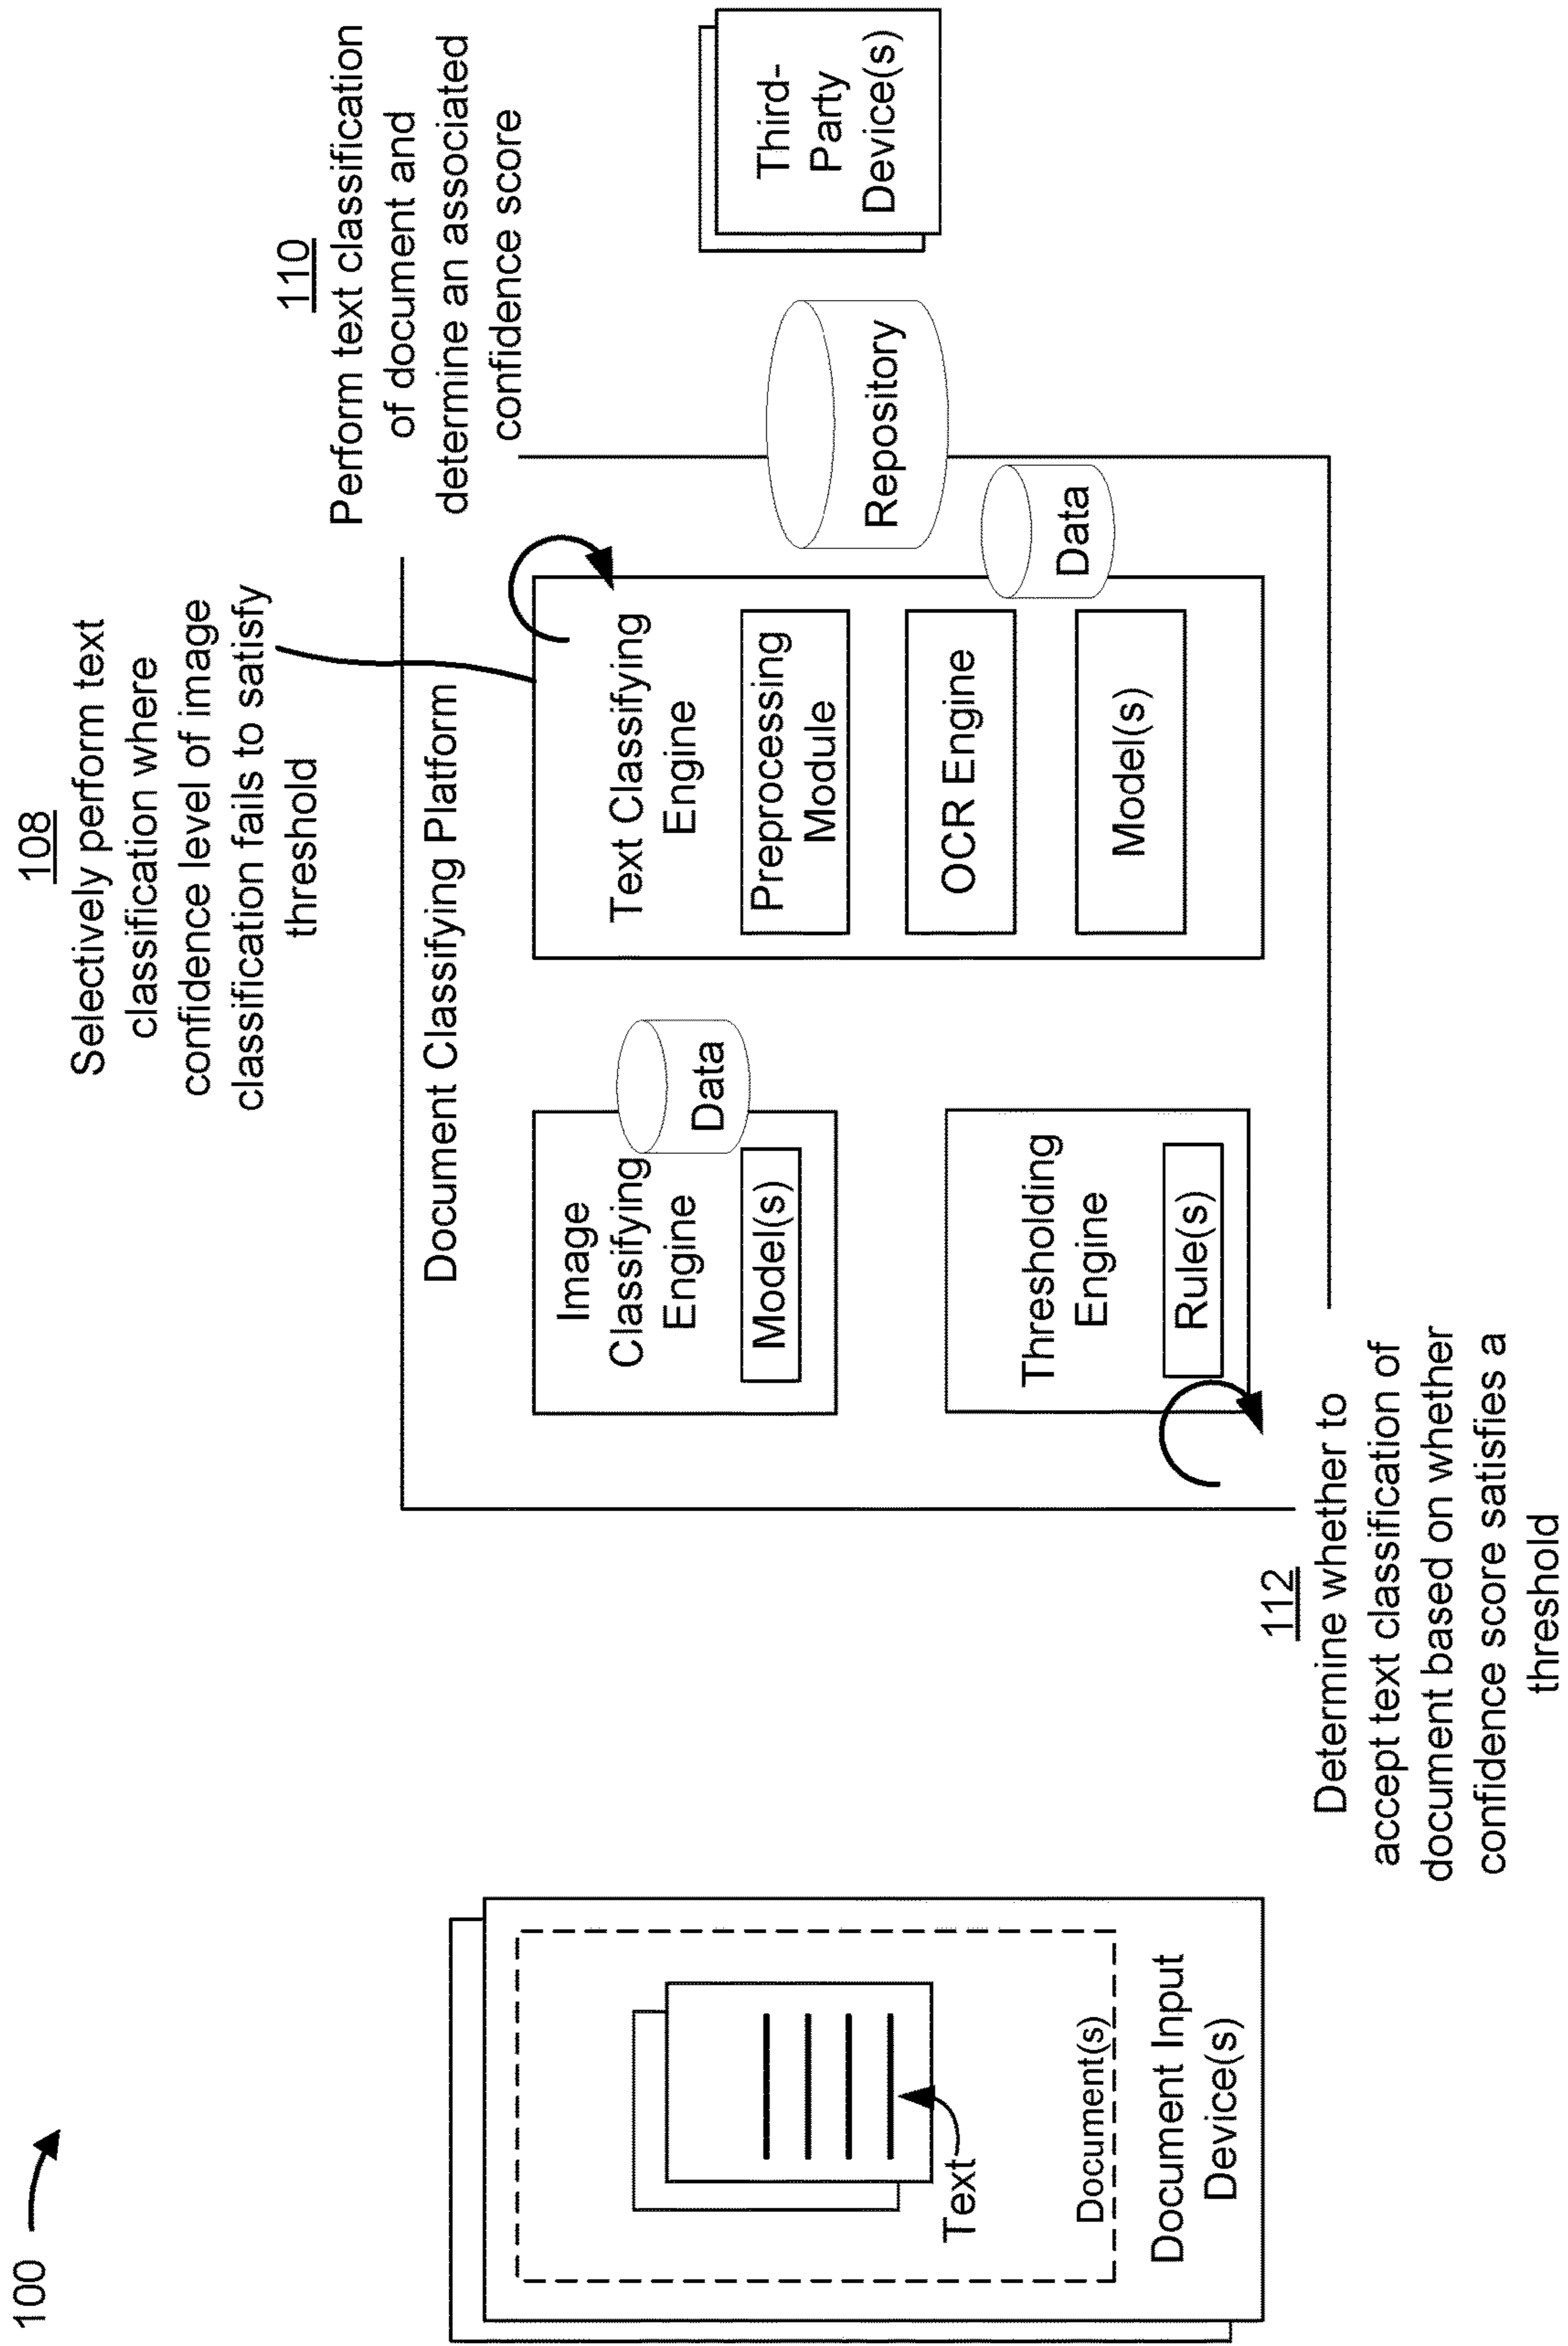 100
108
Selectively perform text
classification where
confidence level of image
classification fails to satisfy
threshold
110
Perform text classification
of document and
determine an associated
confidence score
Document Classifying Platform
Image
Classifying
Engine
Model(s)
Data
Text Classifying
Engine
Preprocessing
Module
OCR Engine
Model(s)
Data
Thresholding
Engine
Rule(s)
Repository
Third-
Party
Device(s)
Text
Document(s)
Document Input
Device(s)
112
Determine whether to
accept text classification of
document based on whether
confidence score satisfies a
threshold